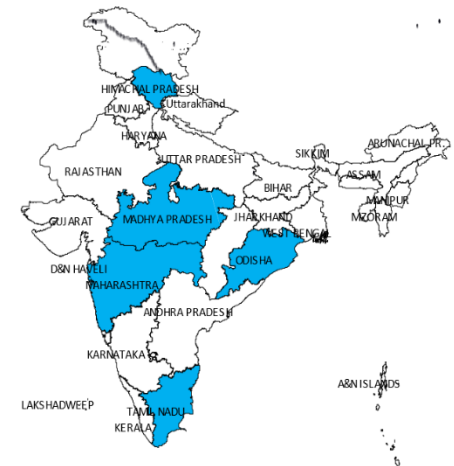 HIMACHAL PRADESH
Uttarakhand
PUNJAB
HARYANA
ARUNACHAL PR.
SIKKIM
UTTAR PRADESH
RAJASTHAN
ASSAM
BIHAR
MANIPUR
GUJARAT
MADHYA PRADESH
JHARKHAND
MZORAM
WEST BENGAL
ODISHA
D&N HAVELI
MAHARASHTRA
ANDHRA PRADESH
KARNATAKA
A&N ISLANDS
LAKSHADWEEP
TAMIL NADU
KERALA